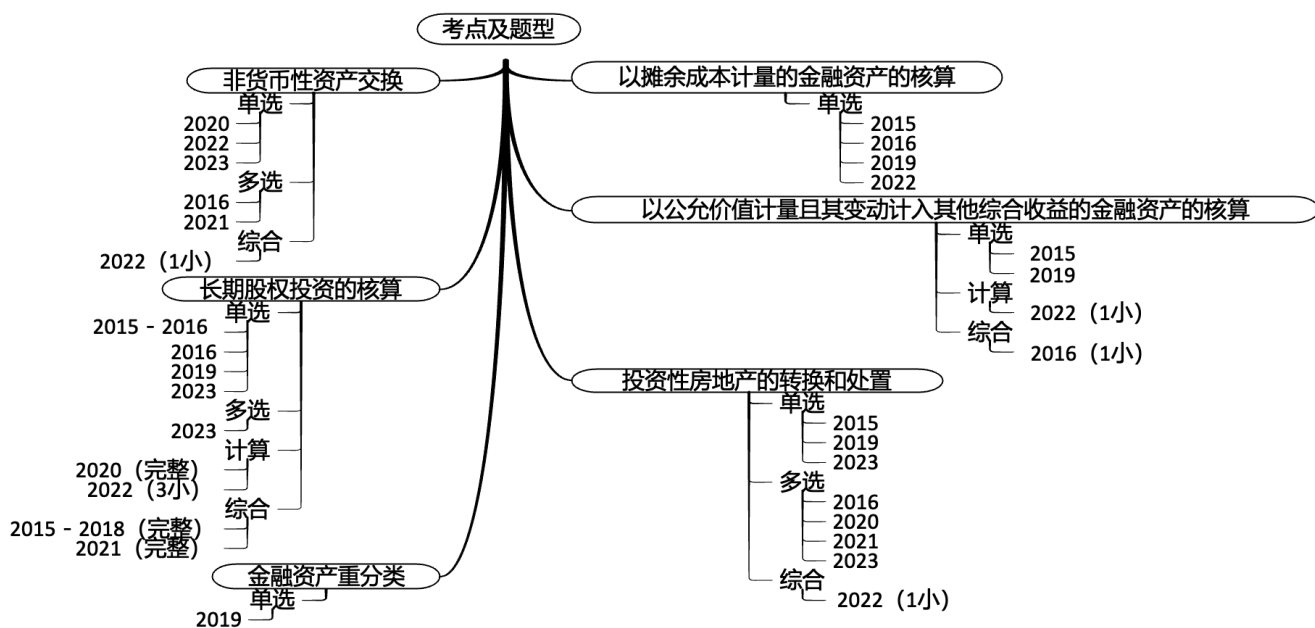 考点及题型
非货币性资产交换
单选
2020
2022
2023
多选
2016
2021
综合
2022（1小）
长期股权投资的核算
单选
2015 - 2016
2016
2019
2023
多选
2023
计算
2020（完整）
2022（3小）
综合
2015 - 2018（完整）
2021（完整）
金融资产重分类
单选
2019
以摊余成本计量的金融资产的核算
单选
2015
2016
2019
2022
以公允价值计量且其变动计入其他综合收益的金融资产的核算
单选
2015
2019
计算
2022（1小）
综合
2016（1小）
投资性房地产的转换和处置
单选
2015
2019
2023
多选
2016
2020
2021
2023
综合
2022（1小）